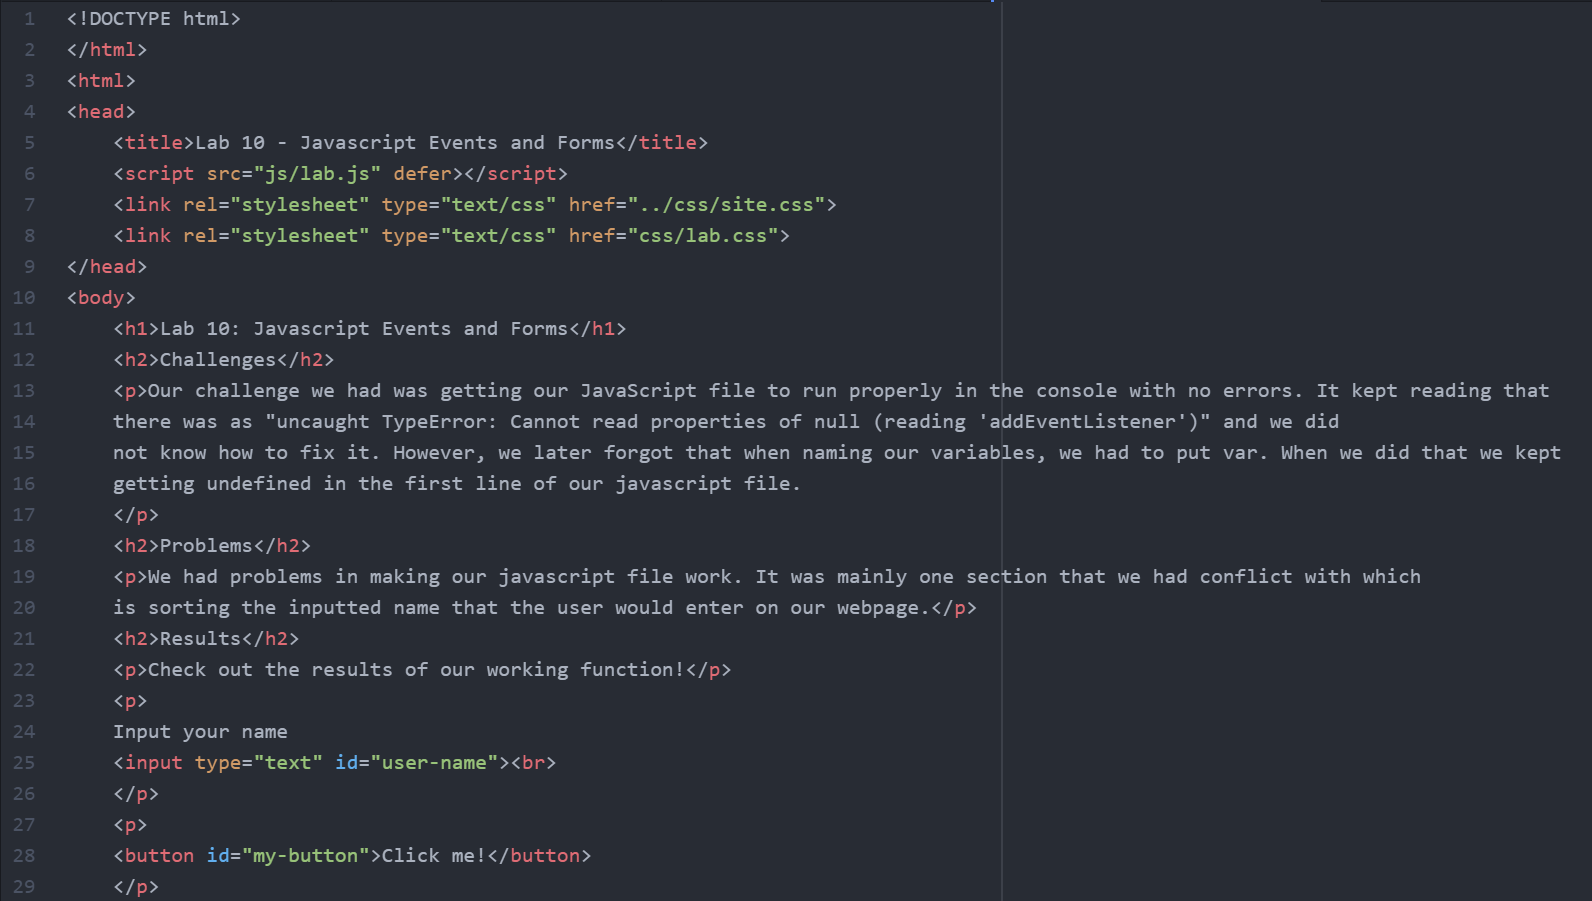 1 <!DOCTYPE html>
2 </html>
3 <html>
4 <head>
5     <title>Lab 10 - Javascript Events and Forms</title>
6     <script src="js/lab.js" defer></script>
7     <link rel="stylesheet" type="text/css" href="../css/site.css">
8     <link rel="stylesheet" type="text/css" href="css/lab.css">
9 </head>
10 <body>
11     <h1>Lab 10: Javascript Events and Forms</h1>
12     <h2>Challenges</h2>
13     <p>Our challenge we had was getting our JavaScript file to run properly in the console with no errors. It kept reading that
14     there was as "uncaught TypeError: Cannot read properties of null (reading 'addEventListener')" and we did
15     not know how to fix it. However, we later forgot that when naming our variables, we had to put var. When we did that we kept
16     getting undefined in the first line of our javascript file.
17     </p>
18     <h2>Problems</h2>
19     <p>We had problems in making our javascript file work. It was mainly one section that we had conflict with which
20     is sorting the inputted name that the user would enter on our webpage.</p>
21     <h2>Results</h2>
22     <p>Check out the results of our working function!</p>
23     <p>
24     Input your name
25     <input type="text" id="user-name"><br>
26     </p>
27     <p>
28     <button id="my-button">Click me!</button>
29     </p>